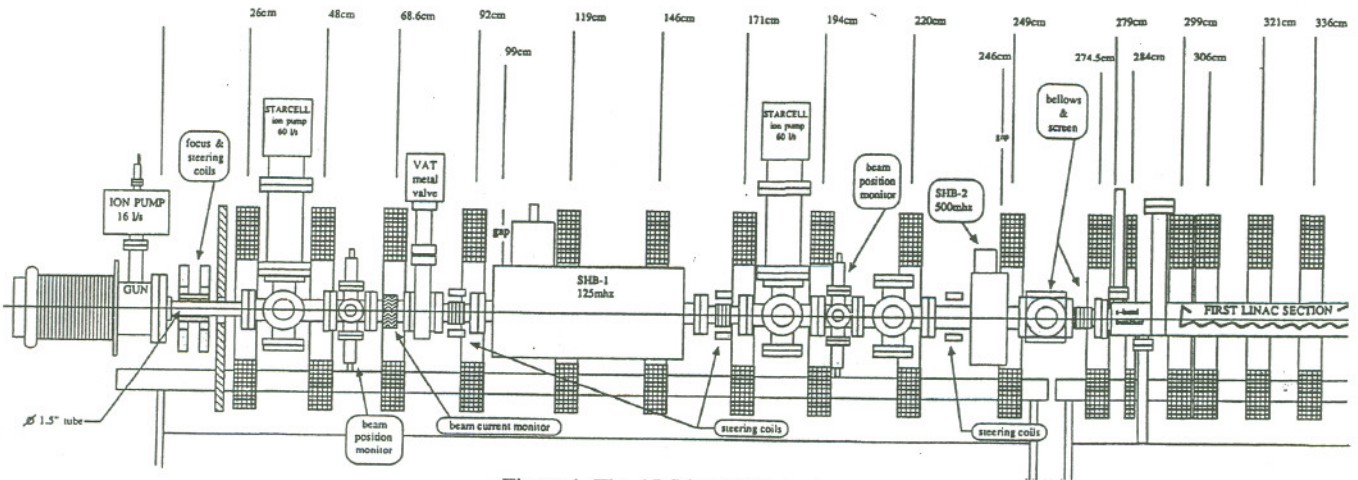 26cm
48cm
68.6cm
92cm
119cm
146cm
171cm
194cm
220cm
249cm
279cm
299cm
321cm
336cm
99cm
246cm
274.5cm
284cm
306cm
STARCELL
ion pump
60 l/s
STARCELL
ion pump
60 l/s
bellows
&
screen
focus &
steering
coils
VAT
metal
valve
beam
position
monitor
SHB-2
500mhz
gap
ION PUMP
16 l/s
gap
GUN
SHB-1
125mhz
s-band
FIRST LINAC SECTION
Ø 1.5" tube
beam
position
monitor
beam current monitor
steering coils
steering coils